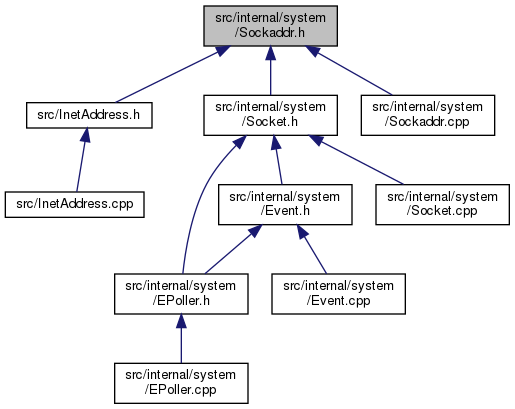 src/internal/system
/Sockaddr.h
src/InetAddress.h
src/internal/system
/Socket.h
src/internal/system
/Sockaddr.cpp
src/InetAddress.cpp
src/internal/system
/Event.h
src/internal/system
/Socket.cpp
src/internal/system
/EPoller.h
src/internal/system
/Event.cpp
src/internal/system
/EPoller.cpp